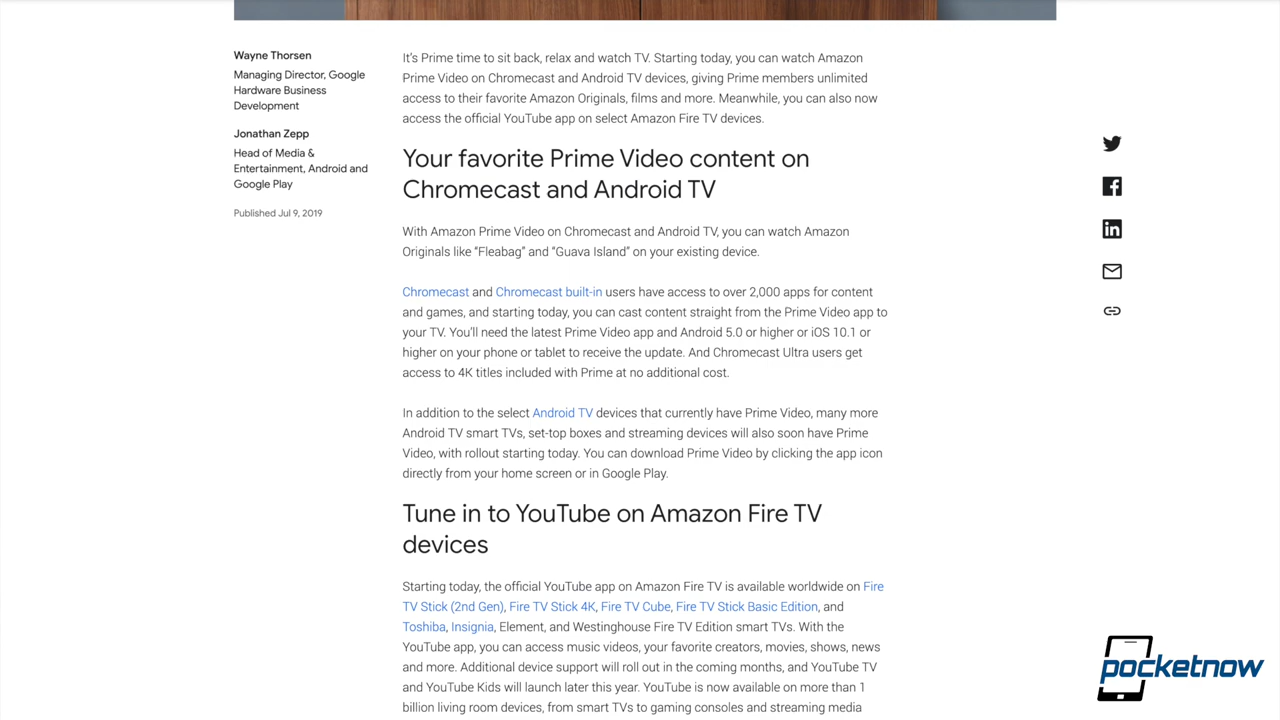 Wayne Thorsen
Managing Director, Google
Hardware Business
Development
Jonathan Zepp
Head of Media &
Entertainment, Android and
Google Play
Published Jul 9, 2019
It's Prime time to sit back, relax and watch TV. Starting today, you can watch Amazon
Prime Video on Chromecast and Android TV devices, giving Prime members unlimited
access to their favorite Amazon Originals, films and more. Meanwhile, you can also now
access the official YouTube app on select Amazon Fire TV devices.
Your favorite Prime Video content on
Chromecast and Android TV
With Amazon Prime Video on Chromecast and Android TV, you can watch Amazon
Originals like “Fleabag” and “Guava Island” on your existing device.
Chromecast and Chromecast built-in users have access to over 2,000 apps for content
and games, and starting today, you can cast content straight from the Prime Video app to
your TV. You'll need the latest Prime Video app and Android 5.0 or higher or iOS 10.1 or
higher on your phone or tablet to receive the update. And Chromecast Ultra users get
access to 4K titles included with Prime at no additional cost.
In addition to the select Android TV devices that currently have Prime Video, many more
Android TV smart TVs, set-top boxes and streaming devices will also soon have Prime
Video, with rollout starting today. You can download Prime Video by clicking the app icon
directly from your home screen or in Google Play.
Tune in to YouTube on Amazon Fire TV
devices
Starting today, the official YouTube app on Amazon Fire TV is available worldwide on Fire
TV Stick (2nd Gen), Fire TV Stick 4K, Fire TV Cube, Fire TV Stick Basic Edition, and
Toshiba, Insignia, Element, and Westinghouse Fire TV Edition smart TVs. With the
YouTube app, you can access music videos, your favorite creators, movies, shows, news
and more. Additional device support will roll out in the coming months, and YouTube TV
and YouTube Kids will launch later this year. YouTube is now available on more than 1
billion living room devices, from smart TVs to gaming consoles and streaming media
pocketnow